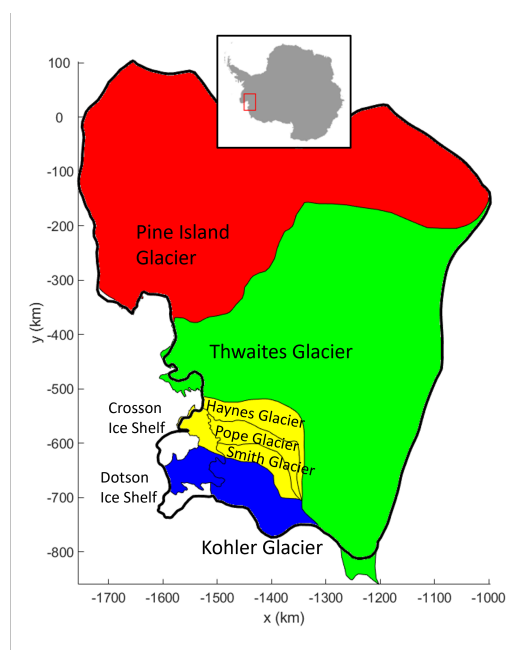 100
0
-100
-200
-300
-400
-500
-600
-700
-800
y (km)
Pine Island
Glacier
Thwaites Glacier
Haynes Glacier
Crosson
Ice Shelf
Pope Glacier
Smith Glacier
Dotson
Ice Shelf
Kohler Glacier
-1700 -1600 -1500 -1400 -1300 -1200 -1100 -1000
x (km)